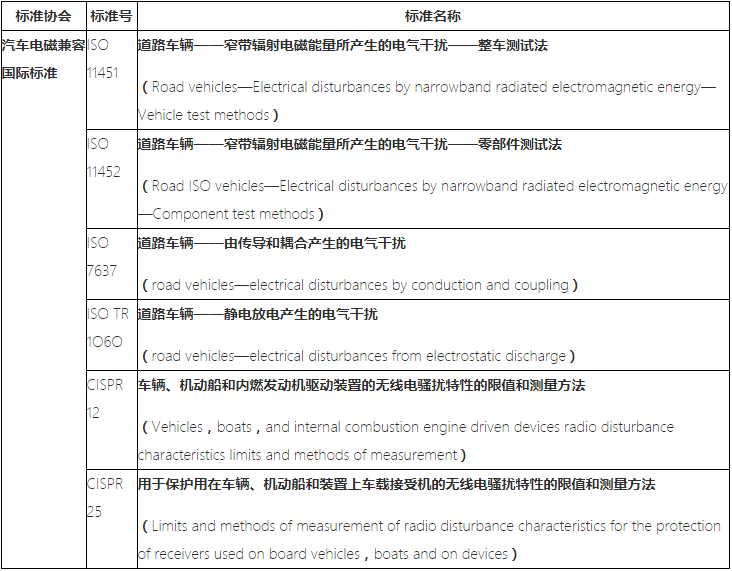 标准协会 标准号 标准名称
汽车电磁兼容
国际标准
ISO
11451
道路车辆——窄带辐射电磁能量所产生的电气干扰——整车测试法
（Road vehicles—Electrical disturbances by narrowband radiated electromagnetic energy—
Vehicle test methods）
ISO
11452
道路车辆——窄带辐射电磁能量所产生的电气干扰——零部件测试法
（Road ISO vehicles—Electrical disturbances by narrowband radiated electromagnetic energy
—Component test methods）
ISO
7637
道路车辆——由传导和耦合产生的电气干扰
（road vehicles—electrical disturbances by conduction and coupling）
ISO TR
1O6O
道路车辆——静电放电产生的电气干扰
（road vehicles—electrical disturbances from electrostatic discharge）
CISPR
12
车辆、机动船和内燃发动机驱动装置的无线电骚扰特性的限值和测量方法
（Vehicles，boats，and internal combustion engine driven devices radio disturbance
characteristics limits and methods of measurement）
CISPR
25
用于保护用在车辆、机动船和装置上车载接受机的无线电骚扰特性的限值和测量方法
（Limits and methods of measurement of radio disturbance characteristics for the protection
of receivers used on board vehicles，boats and on devices）